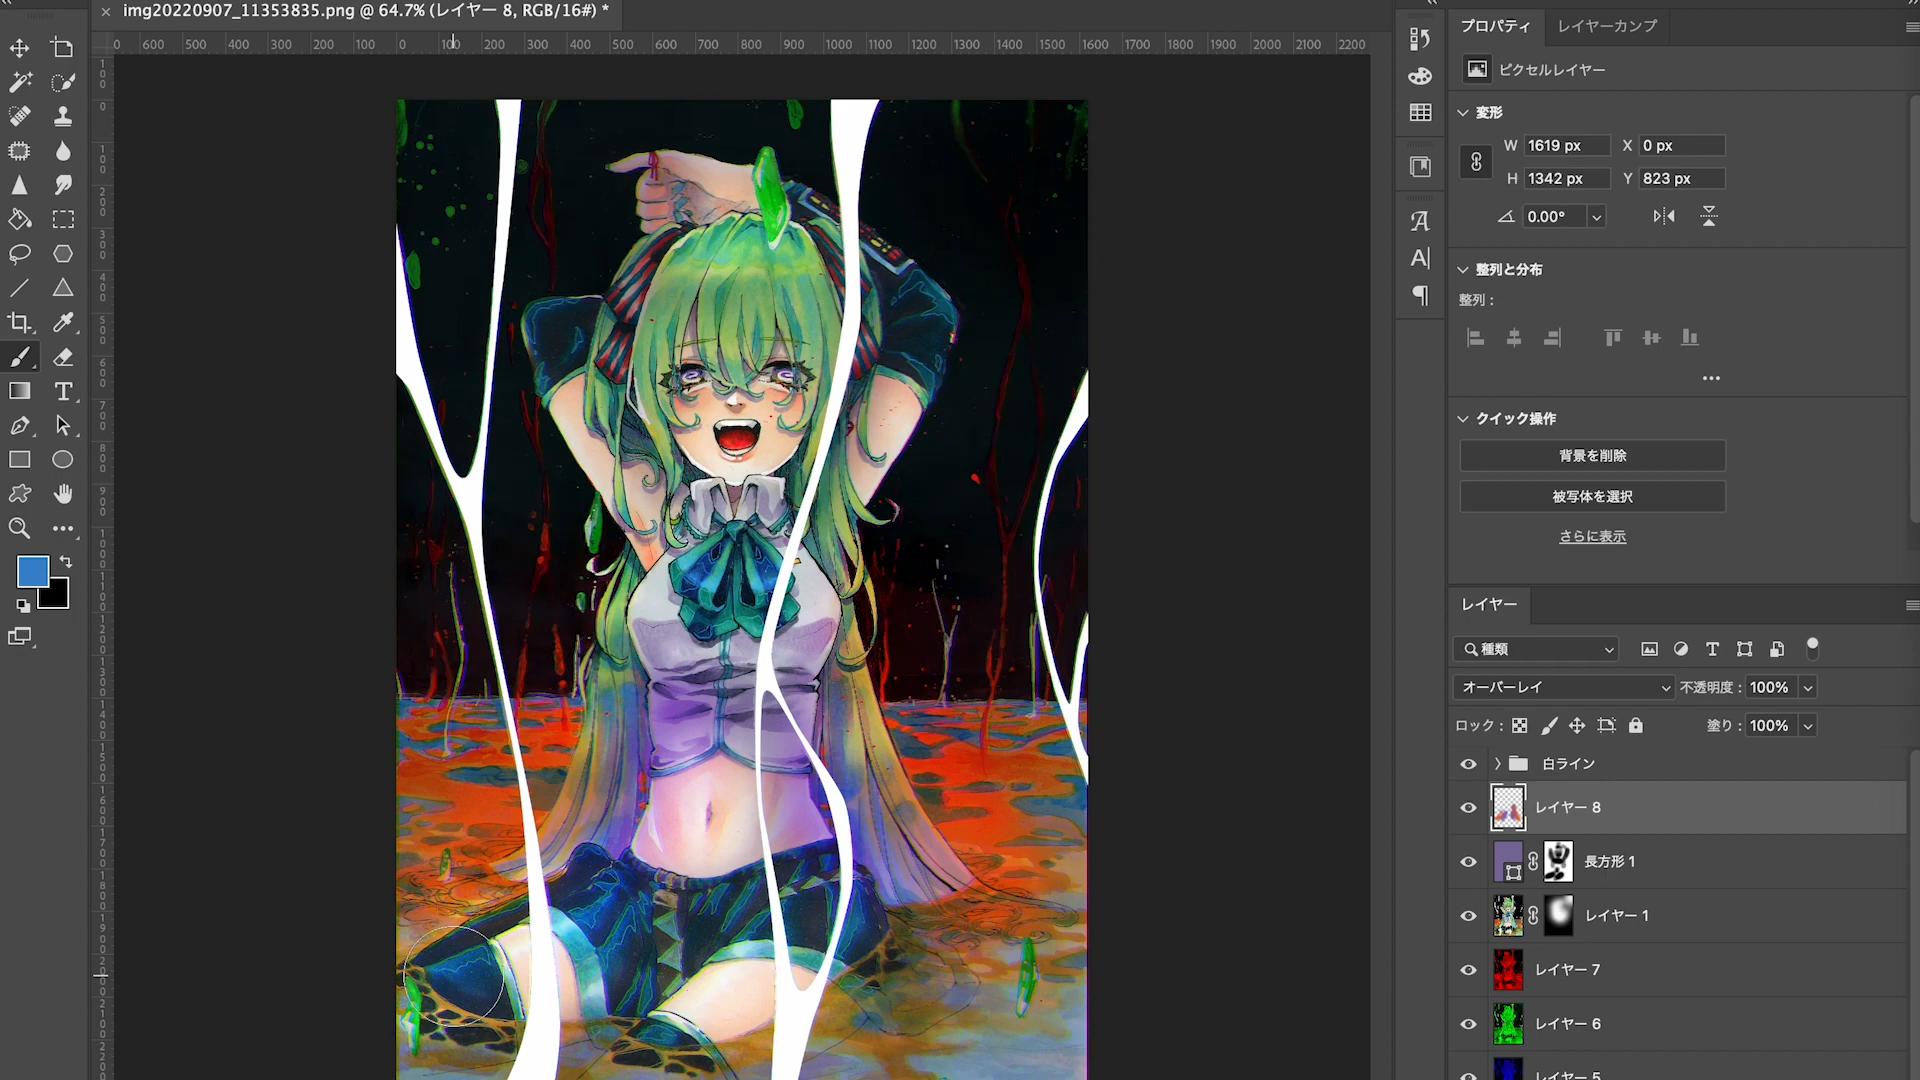 img20220907_11353835.png @ 64.7% (レイヤー 8, RGB/16#) *
0 600 500 400 300 200 100 0 100 200 300 400 500 600 700 800 900 1000 1100 1200 1300 1400 1500 1600 1700 1800 1900 2000 2100 2200
プロパティ レイヤーカンプ
ピクセルレイヤー
変形
W 1619 px X 0 px
H 1342 px Y 823 px
0.00°
整列と分布
整列 :
クイック操作
背景を削除
被写体を選択
さらに表示
レイヤー
種類
オーバーレイ 不透明度 : 100%
ロック : 塗り : 100%
白ライン
レイヤー 8
長方形 1
レイヤー 1
レイヤー 7
レイヤー 6
レイヤー 5